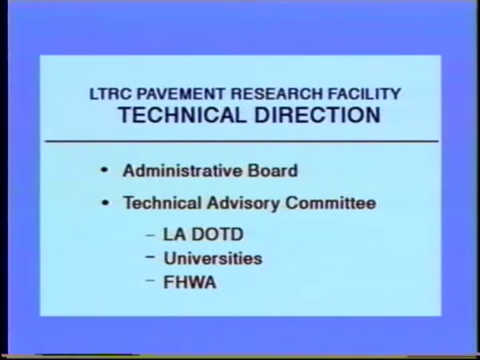 LTRC PAVEMENT RESEARCH FACILITY
TECHNICAL DIRECTION
• Administrative Board
• Technical Advisory Committee
– LA DOTD
– Universities
– FHWA